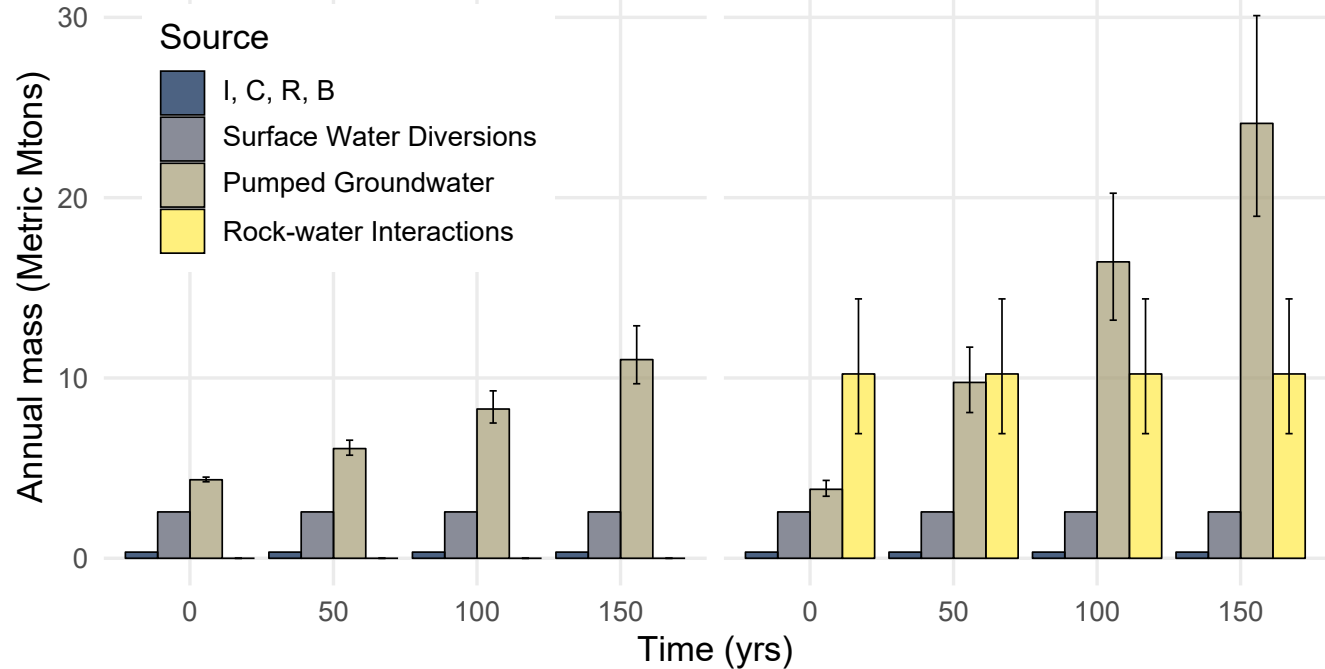 Source
I, C, R, B
Surface Water Diversions
Pumped Groundwater
Rock-water Interactions
Annual mass (Metric Mtons)
30
20
10
0
0 50 100 150 0 50 100 150
Time (yrs)